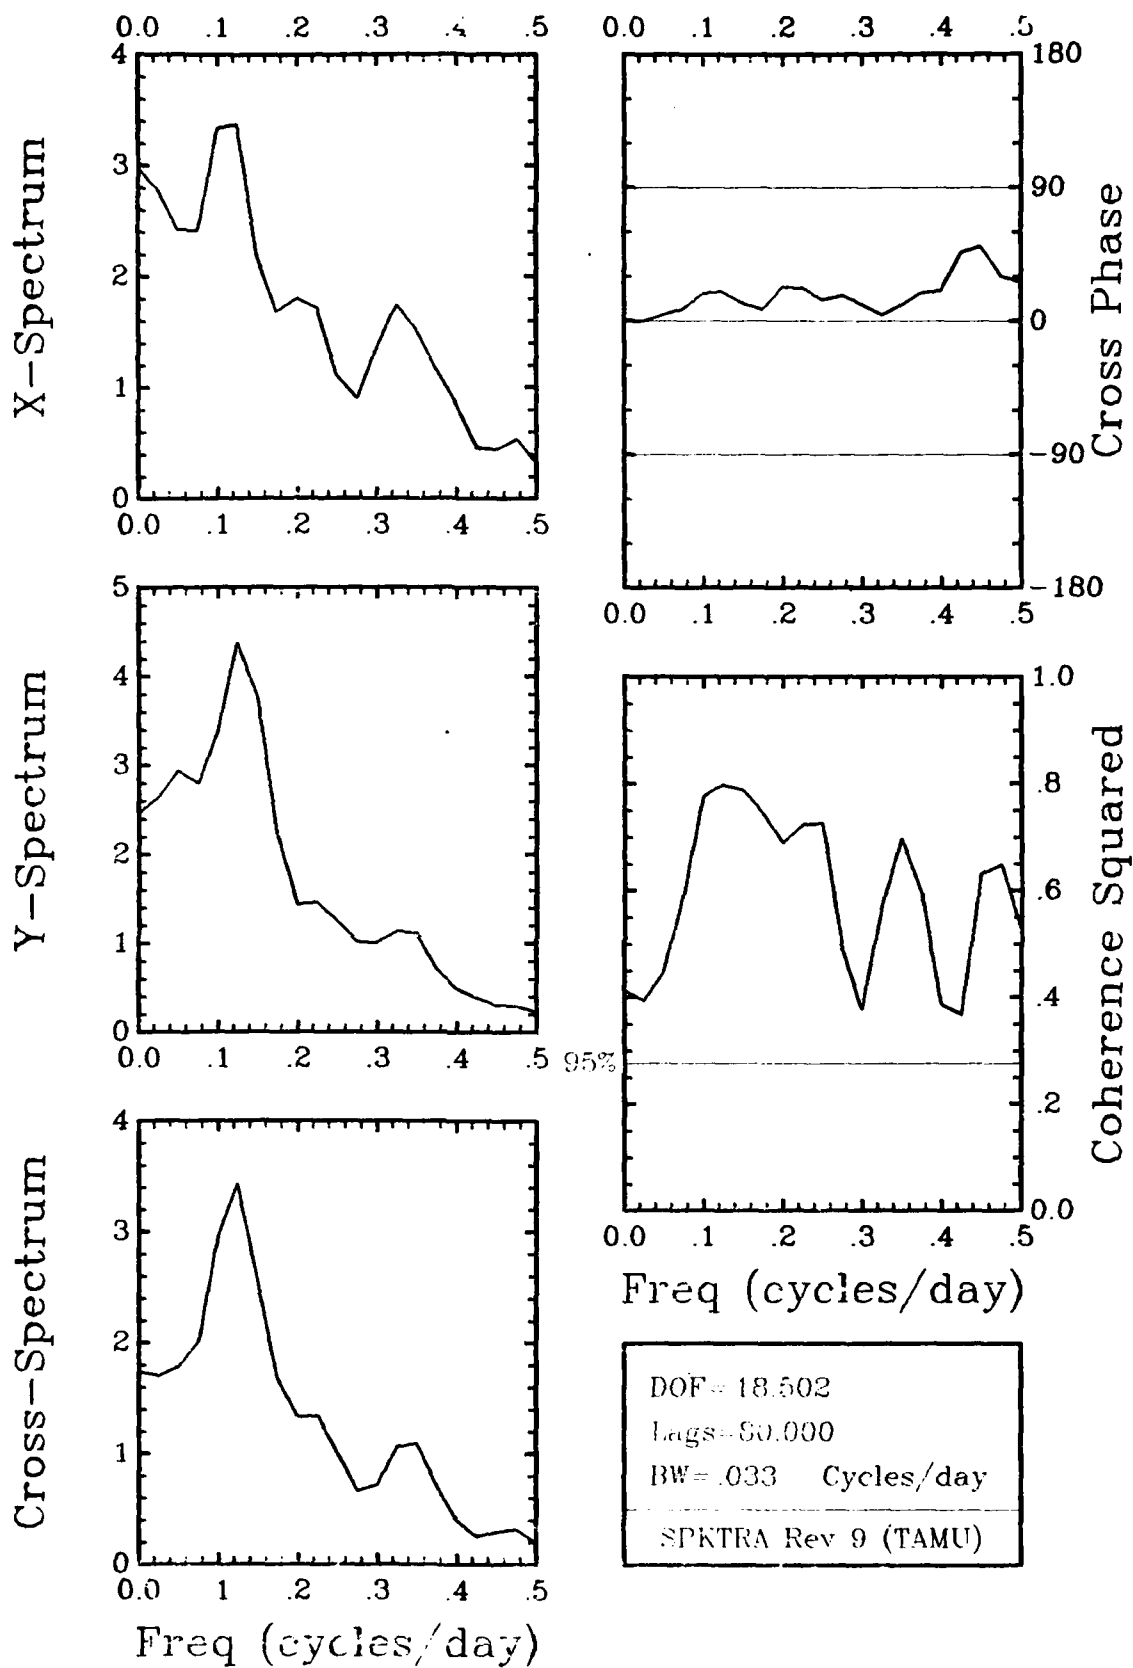 0.0 .1 .2 .3 .4 .5
4
3
2
1
0
X-Spectrum
0.0 .1 .2 .3 .4 .5
5
4
3
2
1
0
Y-Spectrum
0.0 .1 .2 .3 .4 .5
4
3
2
1
0
Cross-Spectrum
0.0 1 .2 .3 .4 .5
Freq (cycles/day)
0.0 .1 .2 .3 .4 .5
180
90
0
-90
-180
Cross Phase
0.0 .1 .2 .3 .4 .5
1.0
.8
.6
.4
.2
0.0
95%
Coherence Squared
0.0 .1 .2 .3 .4 .5
Freq (cycles/day)
DOF=18.502
Lags=80.000
BW=.033 Cycles/day
SPKTRA Rev 9 (TAMU)